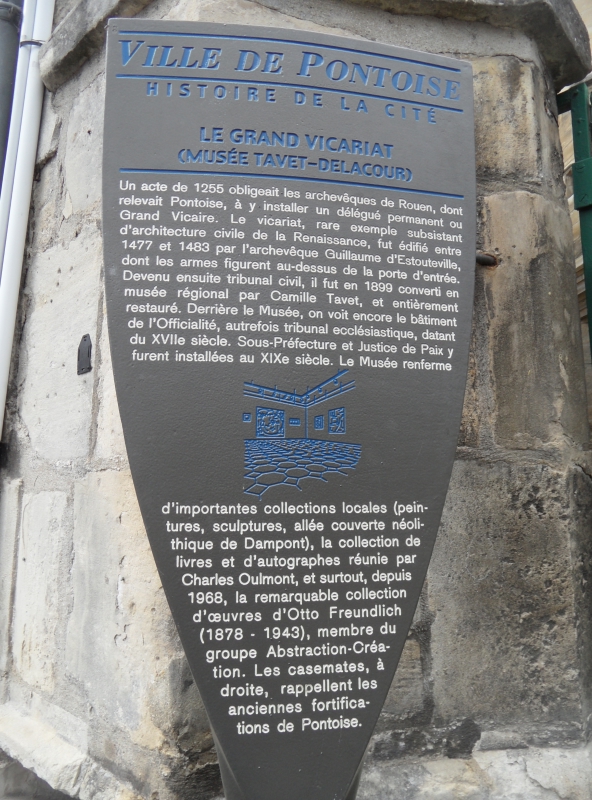 VILLE DE PONTOISE
HISTOIRE DE LA CITÉ
LE GRAND VICARIAT
(MUSÉE TAVET-DELACOUR)
Un acte de 1255 obligeait les archevêques de Rouen, dont
relevait Pontoise, à y installer un délégué permanent ou
Grand Vicaire. Le vicariat, rare exemple subsistant
d'architecture civile de la Renaissance, fut édifié entre
1477 et 1483 par l'archevêque Guillaume d'Estouteville,
dont les armes figurent au-dessus de la porte d'entrée.
Devenu ensuite tribunal civil, il fut en 1899 converti en
musée régional par Camille Tavet, et entièrement
restauré. Derrière le Musée, on voit encore le bâtiment
de l'Officialité, autrefois tribunal ecclésiastique, datant
du XVIIe siècle. Sous-Préfecture et Justice de Paix y
furent installées au XIXe siècle. Le Musée renferme
d'importantes collections locales (pein-
tures, sculptures, allée couverte néoli-
thique de Dampont), la collection de
livres et d'autographes réunie par
Charles Oulmont, et surtout, depuis
1968, la remarquable collection
d'œuvres d'Otto Freundlich
(1878 - 1943), membre du
groupe Abstraction-Créa-
tion. Les casemates, à
droite, rappellent les
anciennes fortifica-
tions de Pontoise.